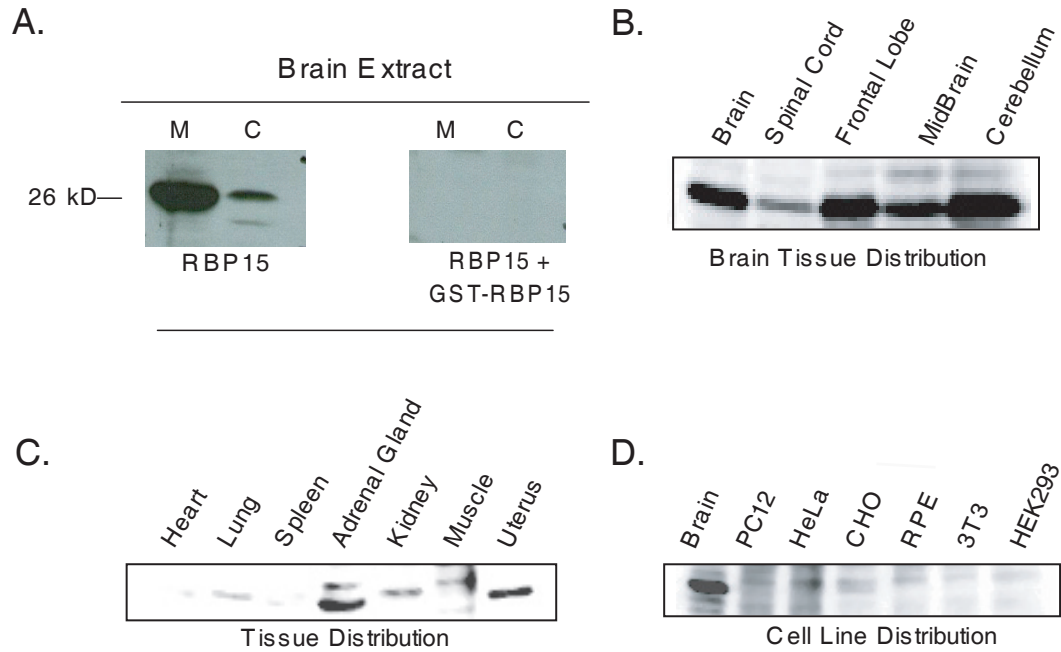 A.
Brain Extract
M C
M C
26 kD
RBP15
RBP15 +
GST-RBP15
B.
Brain
Spinal Cord
Frontal Lobe
MidBrain
Cerebellum
Brain Tissue Distribution
C.
Heart
Lung
Spleen
Adrenal Gland
Kidney
Muscle
Uterus
Tissue Distribution
D.
Brain
PC12
HeLa
CHO
RPE
3T3
HEK293
Cell Line Distribution